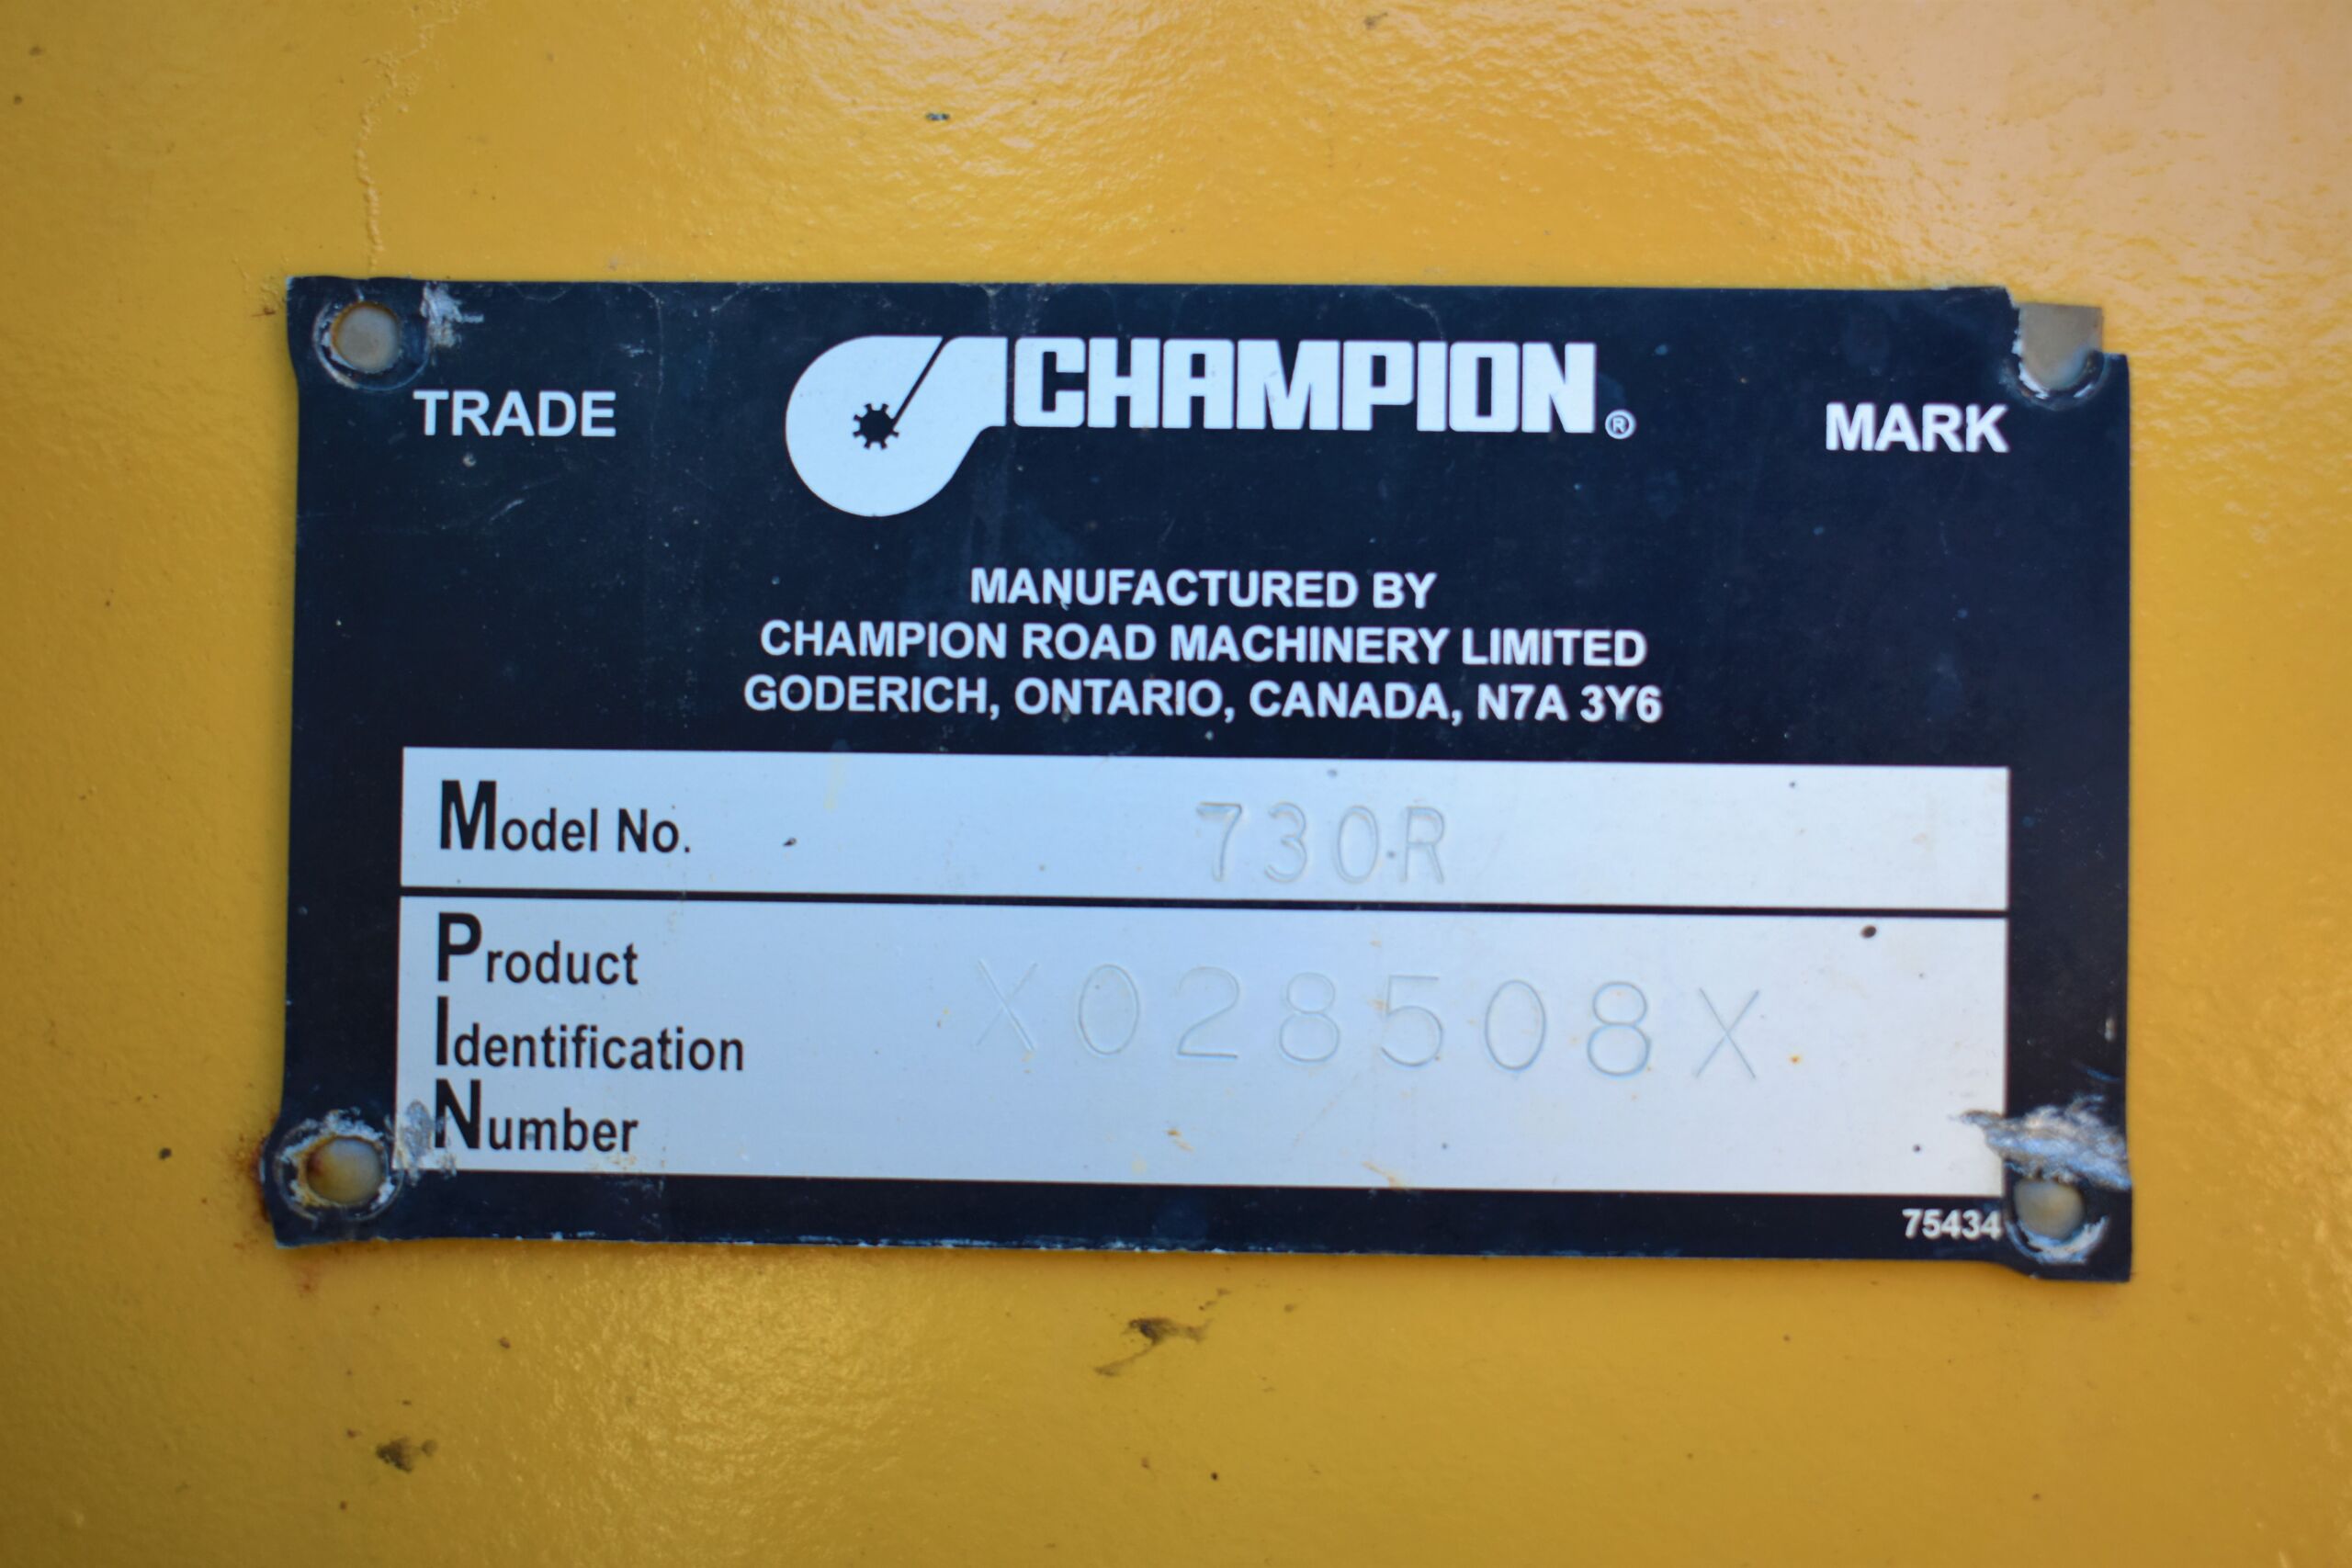 TRADE CHAMPION® MARK
MANUFACTURED BY
CHAMPION ROAD MACHINERY LIMITED
GODERICH, ONTARIO, CANADA, N7A 3Y6
Model No. 730R
Product
Identification X028508X
Number
75434